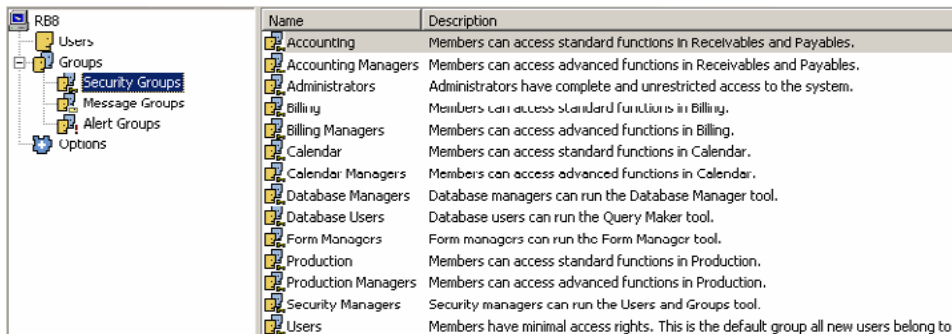 RB8
Users
Groups
Security Groups
Message Groups
Alert Groups
Options
Name Description
Accounting Members can access standard functions in Receivables and Payables.
Accounting Managers Members can access advanced functions in Receivables and Payables.
Administrators Administrators have complete and unrestricted access to the system.
Billing Members can access standard functions in Billing.
Billing Managers Members can access advanced functions in Billing.
Calendar Members can access standard functions in Calendar.
Calendar Managers Members can access advanced functions in Calendar.
Database Managers Database managers can run the Database Manager tool.
Database Users Database users can run the Query Maker tool.
Form Managers Form managers can run the Form Manager tool.
Production Members can access standard functions in Production.
Production Managers Members can access advanced functions in Production.
Security Managers Security managers can run the Users and Groups tool.
Users Members have minimal access rights. This is the default group all new users belong to